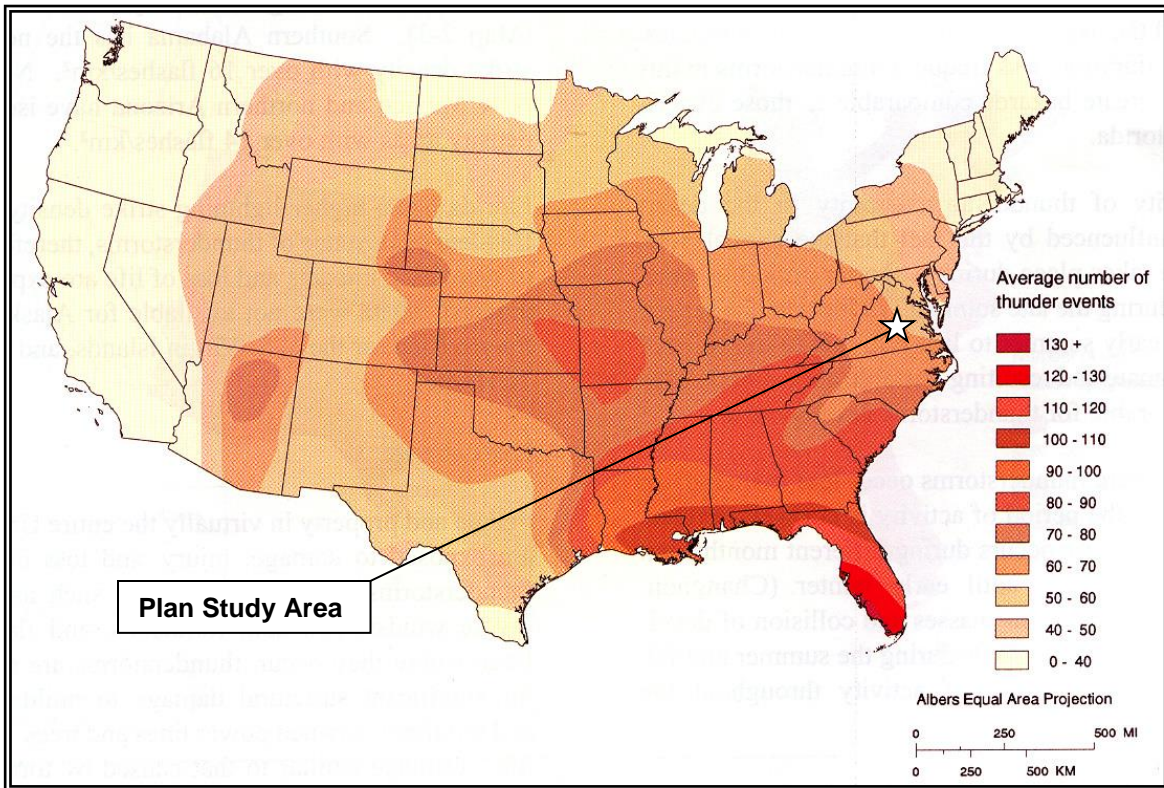 Plan Study Area
Average number of
thunder events
130 +
120 - 130
110 - 120
100 - 110
90 - 100
80 - 90
70 - 80
60 - 70
50 - 60
40 - 50
0 - 40
Albers Equal Area Projection
0 250 500 MI
0 250 500 KM